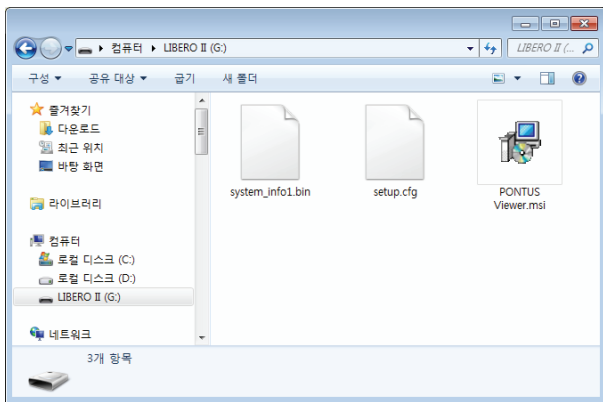 컴퓨터 ▸ LIBERO II (G:)
LIBERO II (...
구성 공유 대상 굽기 새 폴더
즐겨찾기
다운로드
최근 위치
바탕 화면
라이브러리
컴퓨터
로컬 디스크 (C:)
로컬 디스크 (D:)
LIBERO II (G:)
네트워크
system_info1.bin
setup.cfg
PONTUS
Viewer.msi
3개 항목